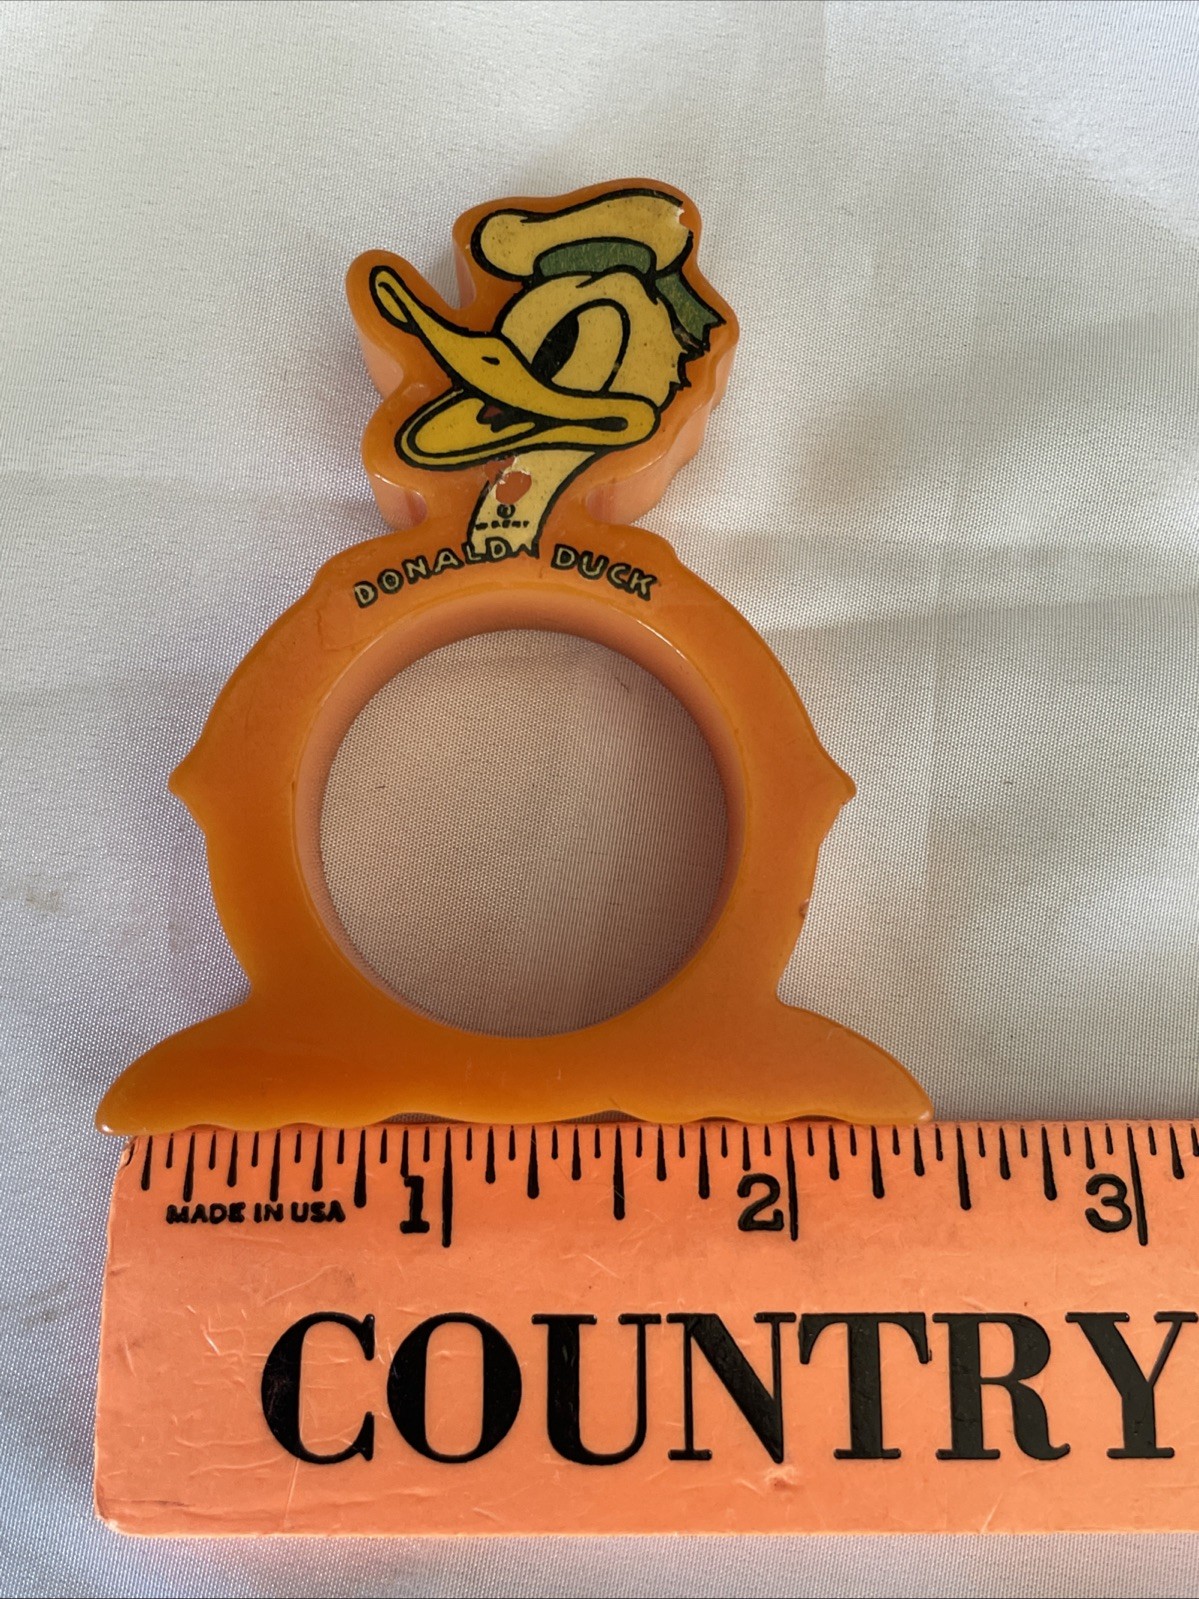 ©
DONALD DUCK
1 2 3
MADE IN USA
COUNTRY